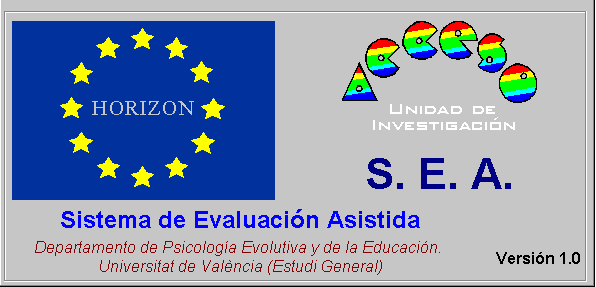 HORIZON
ACCESO
UNIDAD DE
INVESTIGACIÓN
S. E. A.
Sistema de Evaluación Asistida
Departamento de Psicología Evolutiva y de la Educación.
Universitat de València (Estudi General)
Versión 1.0